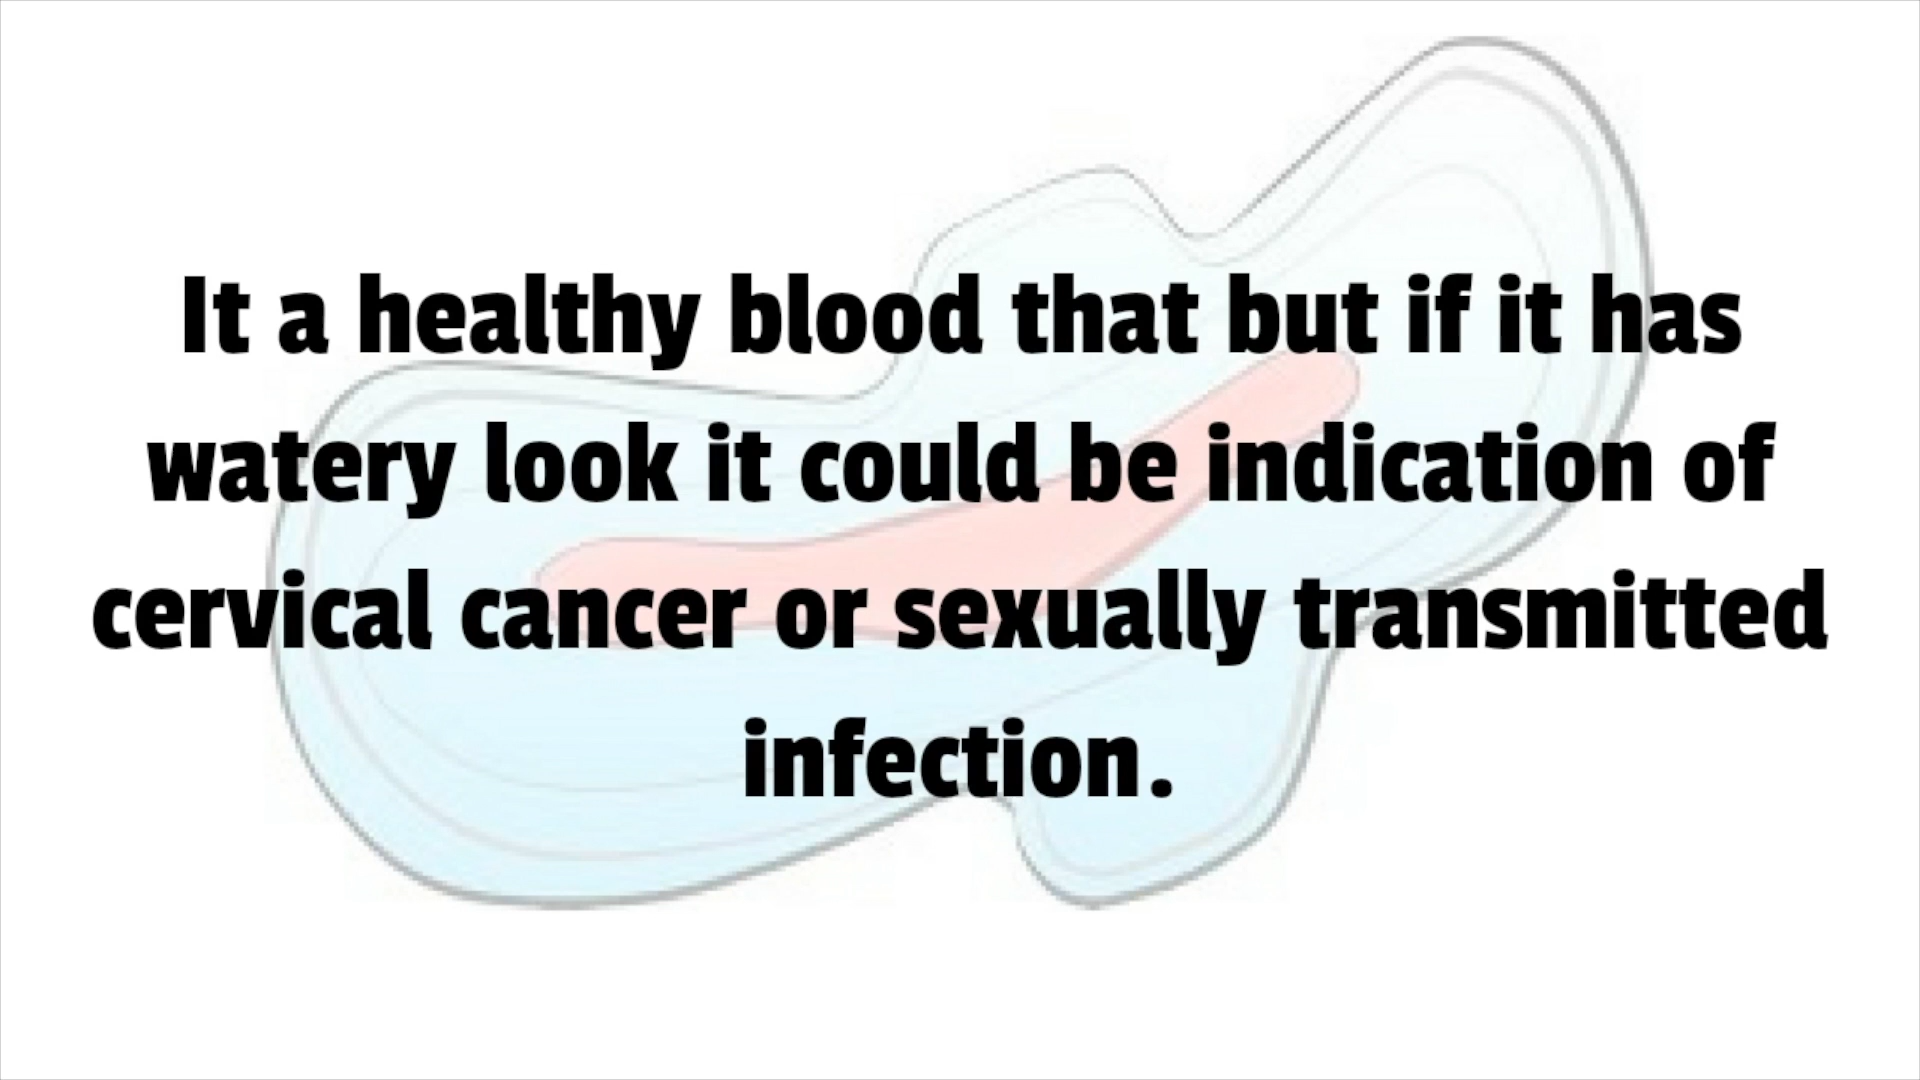 It a healthy blood that but if it has
watery look it could be indication of
cervical cancer or sexually transmitted
infection.